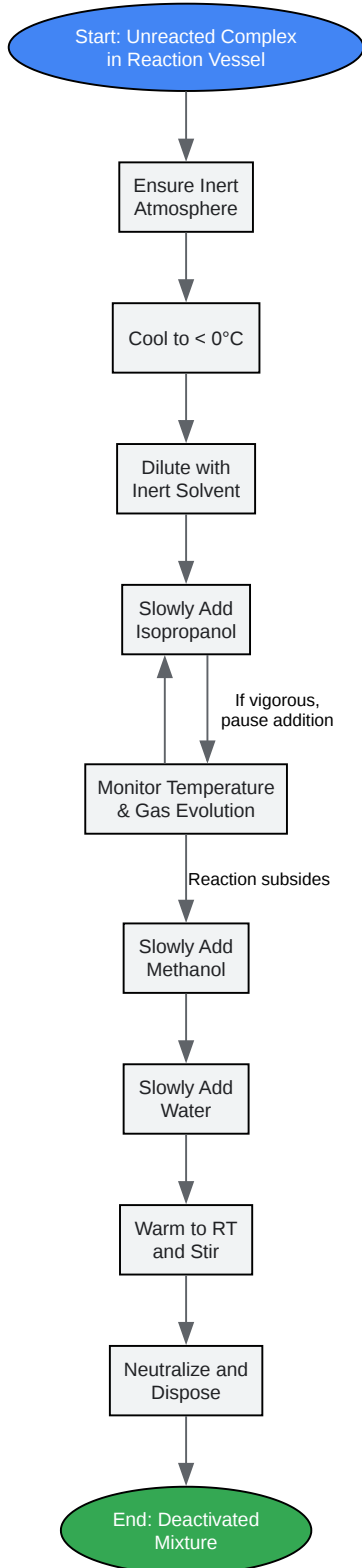 Start: Unreacted Complex
in Reaction Vessel
Ensure Inert
Atmosphere
Cool to < 0°C
Dilute with
Inert Solvent
Slowly Add
Isopropanol
If vigorous,
pause addition
Monitor Temperature
& Gas Evolution
Reaction subsides
Slowly Add
Methanol
Slowly Add
Water
Warm to RT
and Stir
Neutralize and
Dispose
End: Deactivated
Mixture